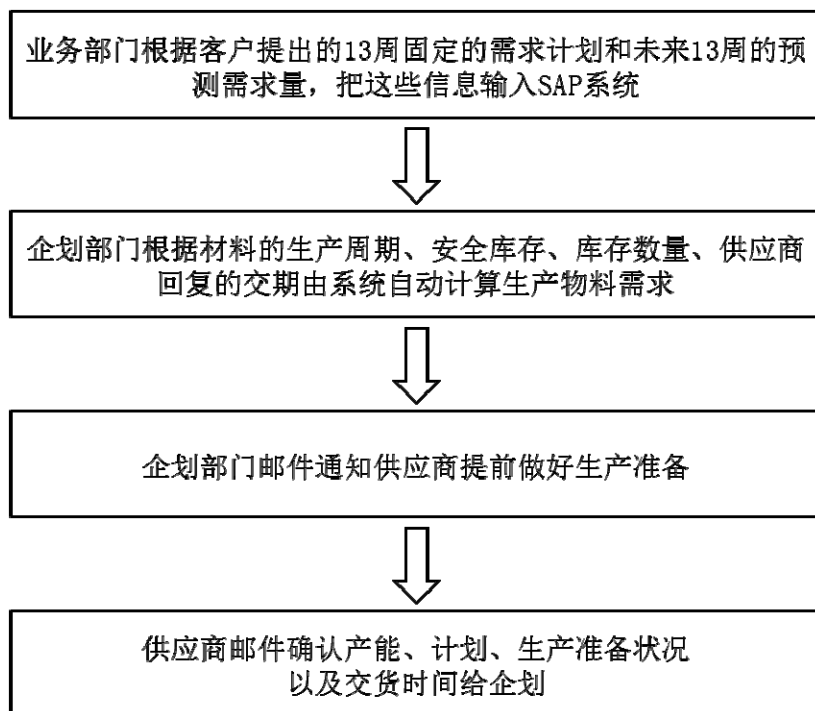 业务部门根据客户提出的13周固定的需求计划和未来13周的预
测需求量，把这些信息输入SAP系统
企划部门根据材料的生产周期、安全库存、库存数量、供应商
回复的交期由系统自动计算生产物料需求
企划部门邮件通知供应商提前做好生产准备
供应商邮件确认产能、计划、生产准备状况
以及交货时间给企划